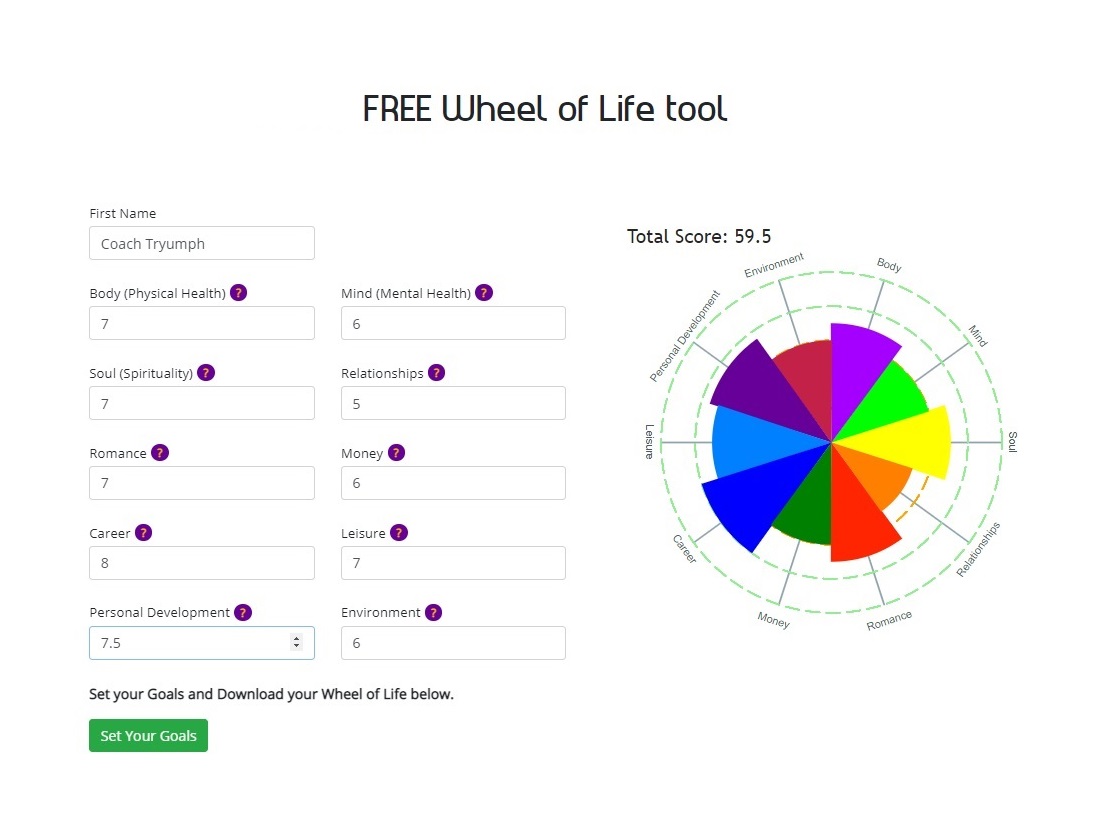 FREE Wheel of Life tool
First Name
Coach Tryumph
Body (Physical Health) ?
7
Mind (Mental Health) ?
6
Soul (Spirituality) ?
7
Relationships ?
5
Romance ?
7
Money ?
6
Career ?
8
Leisure ?
7
Personal Development ?
7.5
Environment ?
6
Set your Goals and Download your Wheel of Life below.
Set Your Goals
Total Score: 59.5
Body
Mind
Soul
Relationships
Romance
Money
Career
Leisure
Personal Development
Environment